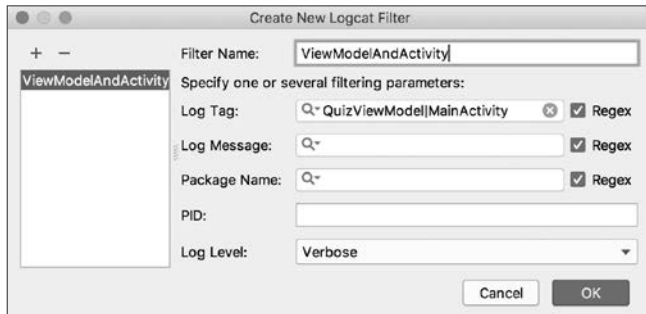 Create New Logcat Filter
+ −
ViewModelAndActivity
Filter Name: ViewModelAndActivity
Specify one or several filtering parameters:
Log Tag: QuizViewModel|MainActivity Regex
Log Message: Regex
Package Name: Regex
PID:
Log Level: Verbose
Cancel OK